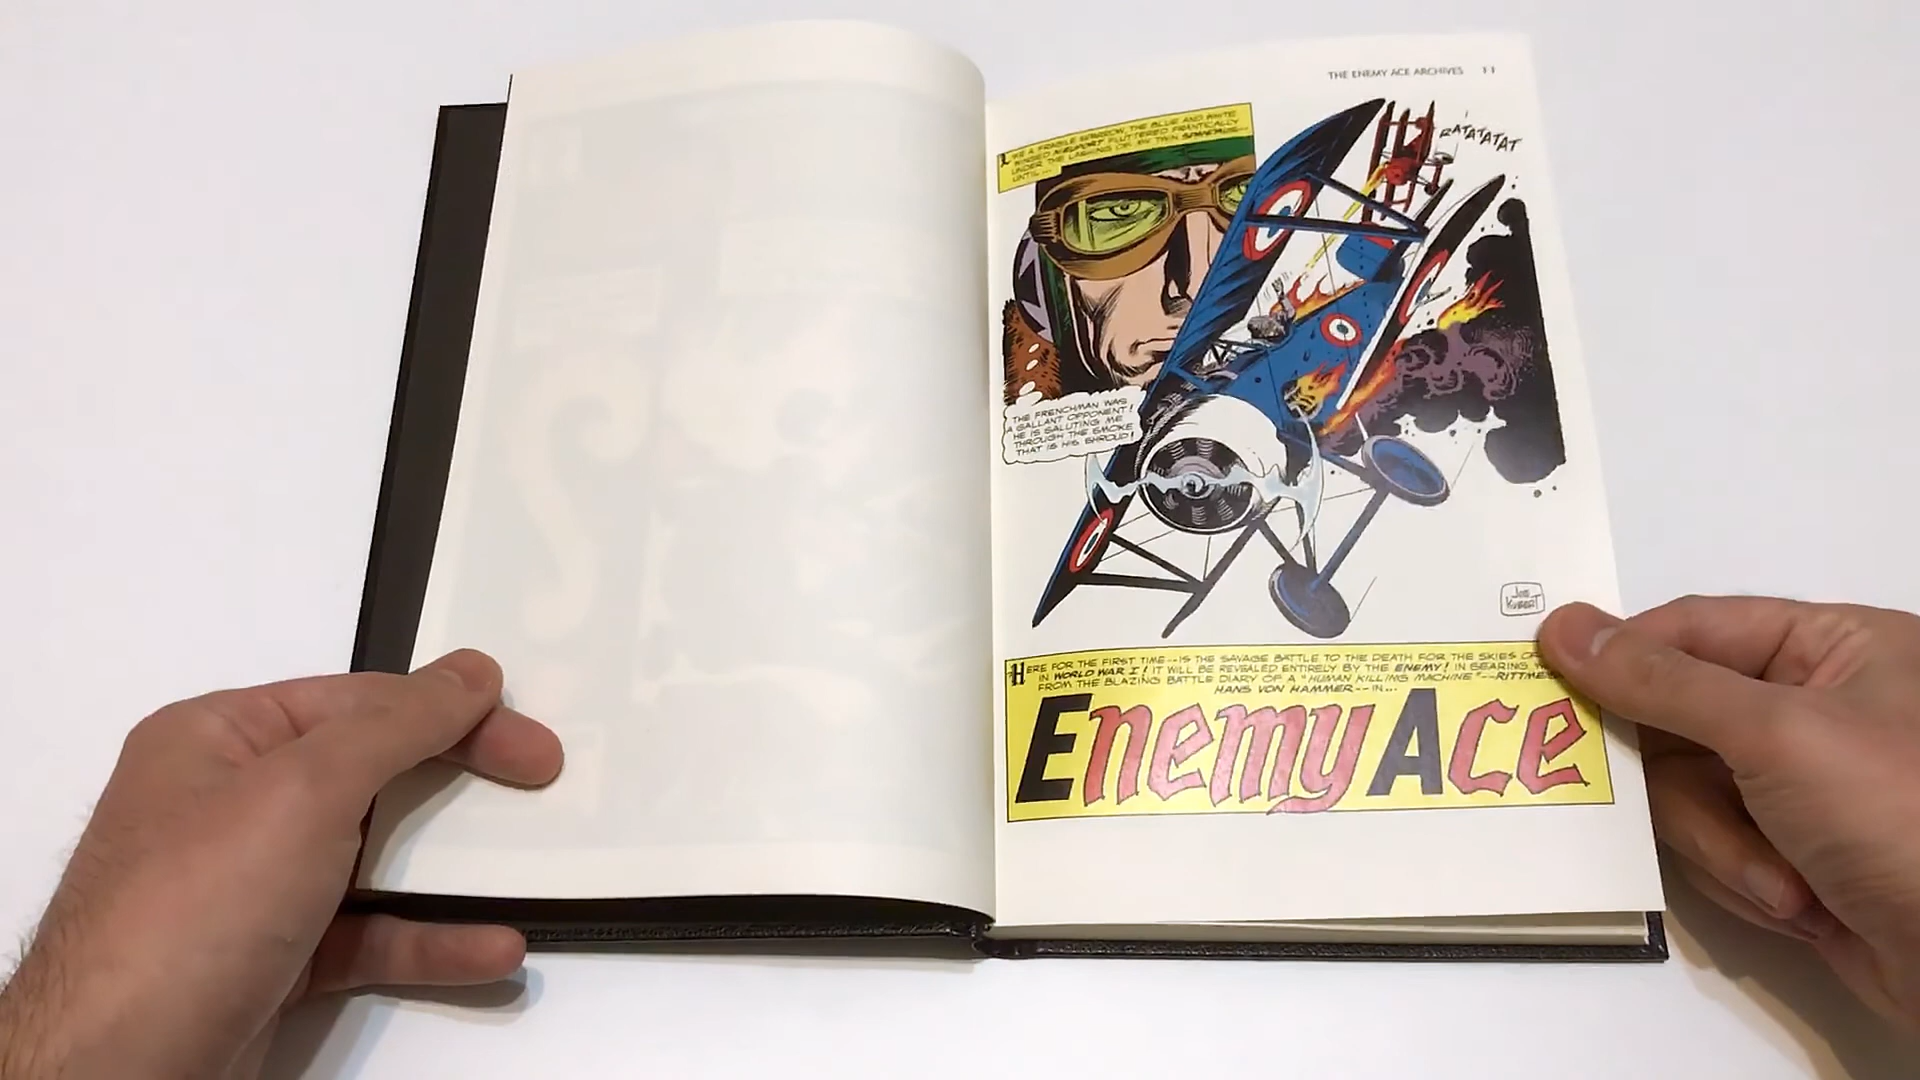 THE ENEMY ACE ARCHIVES 11
LIKE A FRAGILE SPARROW, THE BLUE AND WHITE
WINGED NIEUPORT FLUTTERED FRANTICALLY
UNDER THE LASHING OF MY TWIN SPANDAUS...
UNTIL...
RATATATAT
THE FRENCHMAN WAS
A GALLANT OPPONENT!
HE IS SALUTING ME
THROUGH THE SMOKE
THAT IS HIS SHROUD!
JOE
KUBERT
HERE FOR THE FIRST TIME--IS THE SAVAGE BATTLE TO THE DEATH FOR THE SKIES OF
IN WORLD WAR I! IT WILL BE REVEALED ENTIRELY BY THE ENEMY! IN SEARING
FROM THE BLAZING BATTLE DIARY OF A "HUMAN KILLING MACHINE"--
HANS VON HAMMER--IN...
Enemy Ace